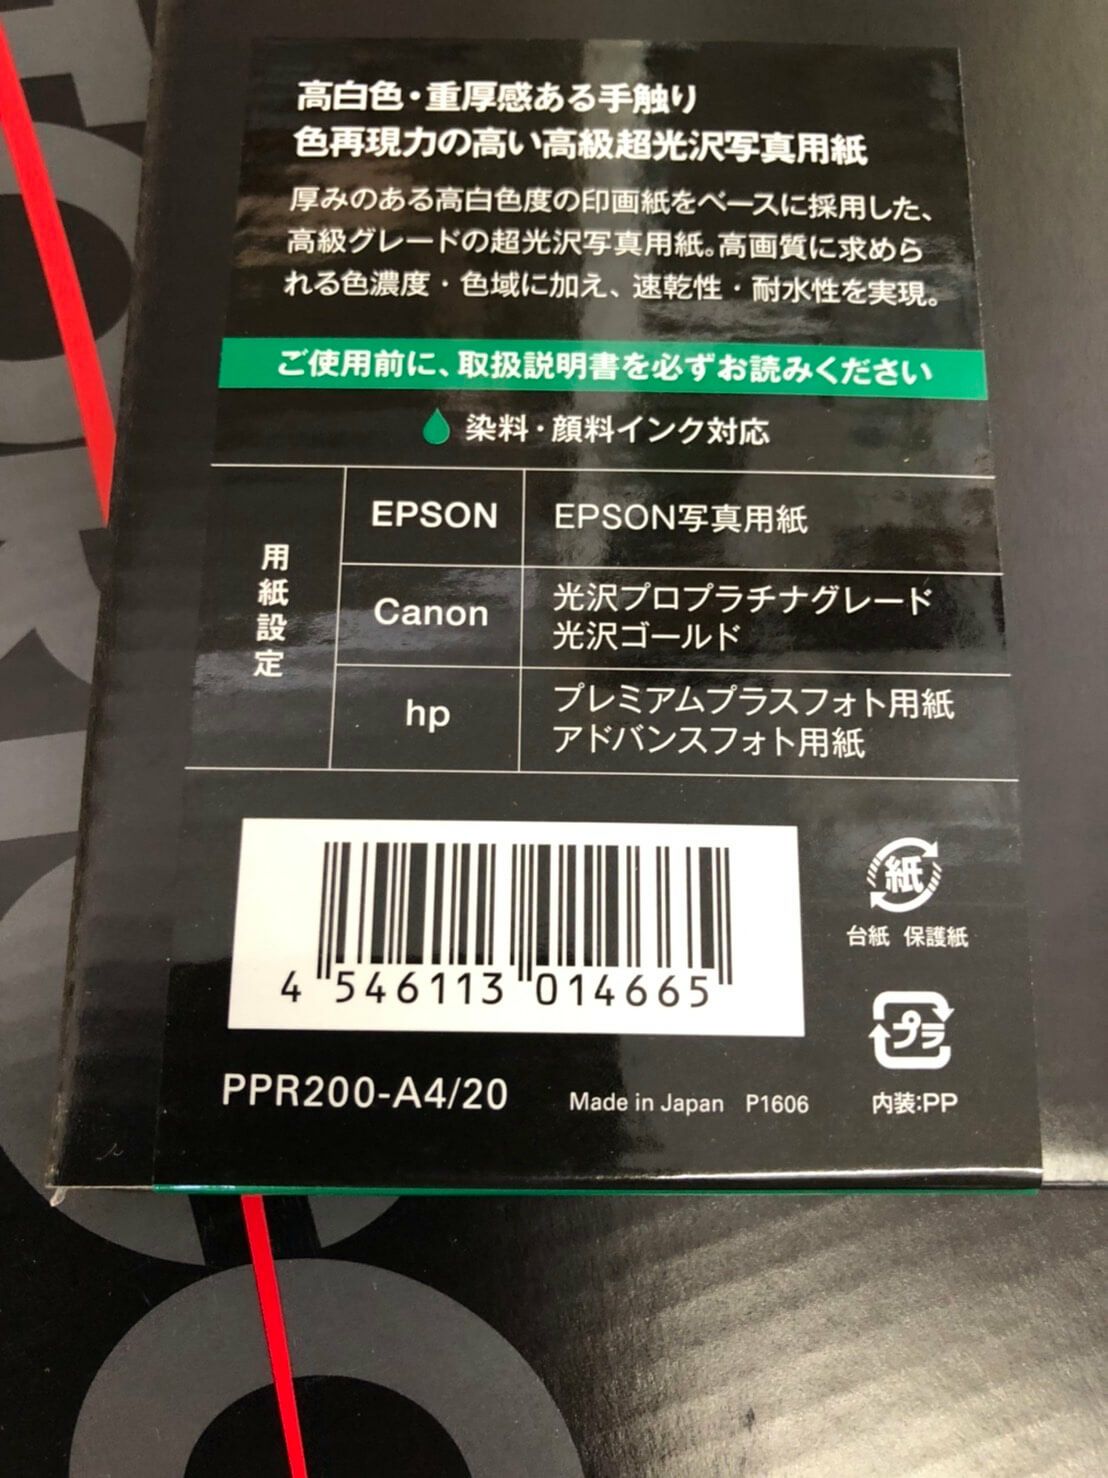 高白色・重厚感ある手触り
色再現力の高い高級超光沢写真用紙
厚みのある高白色度の印画紙をベースに採用した、
高級グレードの超光沢写真用紙。高画質に求めら
れる色濃度・色域に加え、速乾性・耐水性を実現。
ご使用前に、取扱説明書を必ずお読みください
染料・顔料インク対応
用紙設定
EPSON EPSON写真用紙
Canon 光沢プロプラチナグレード
光沢ゴールド
hp プレミアムプラスフォト用紙
アドバンスフォト用紙
4 546113 014665
紙
台紙 保護紙
プラ
内装:PP
PPR200-A4/20 Made in Japan P1606